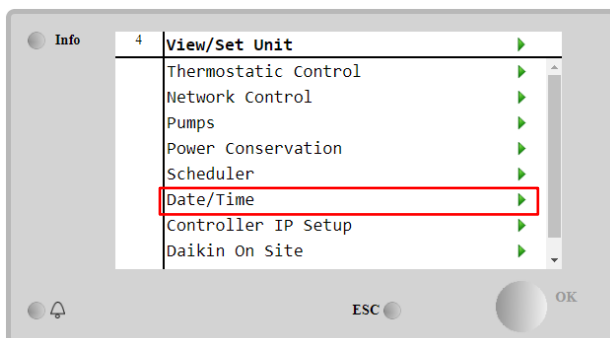 Info
4 View/Set Unit
Thermostatic Control
Network Control
Pumps
Power Conservation
Scheduler
Date/Time
Controller IP Setup
Daikin On Site
ESC
OK